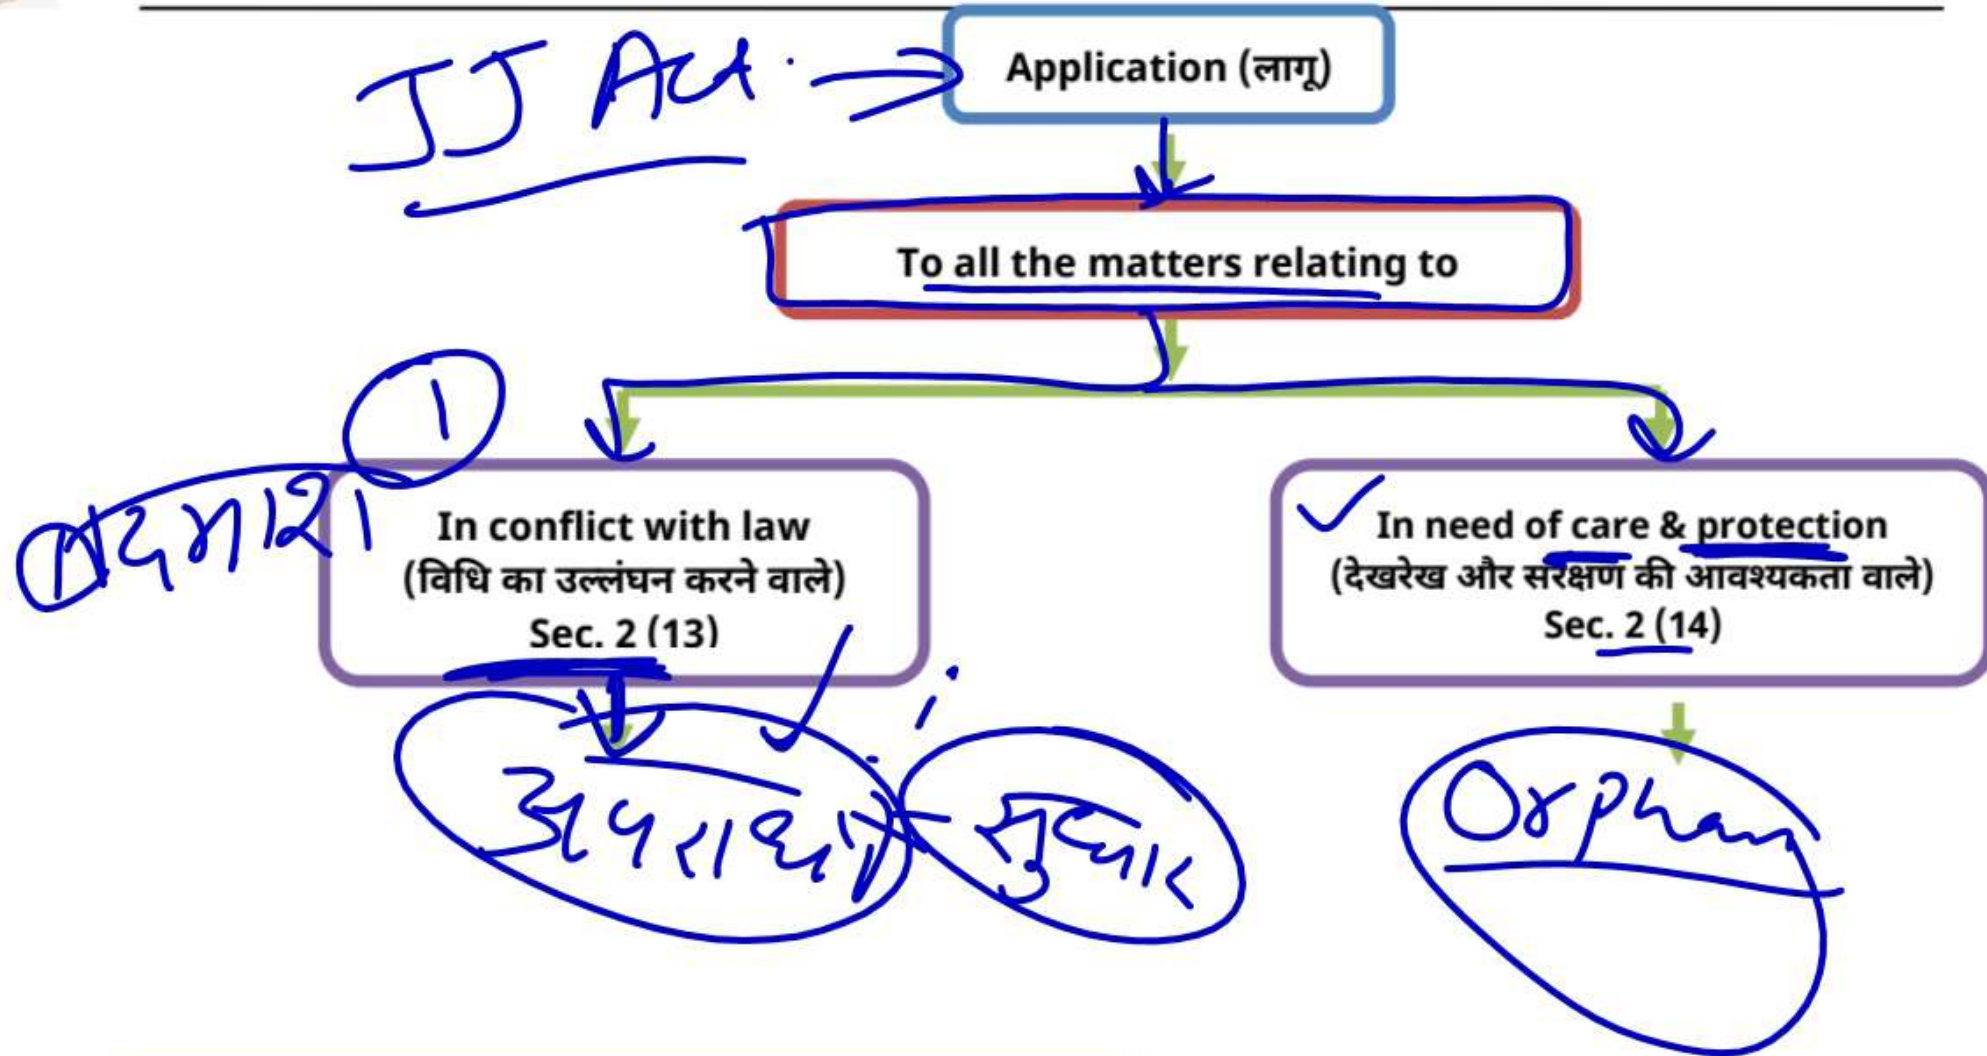 JJ Act.
Application (लागू)
To all the matters relating to
1
बदमाश
In conflict with law
(विधि का उल्लंघन करने वाले)
Sec. 2 (13)
In need of care & protection
(देखरेख और संरक्षण की आवश्यकता वाले)
Sec. 2 (14)
अपराधी
सुधार
Orphan